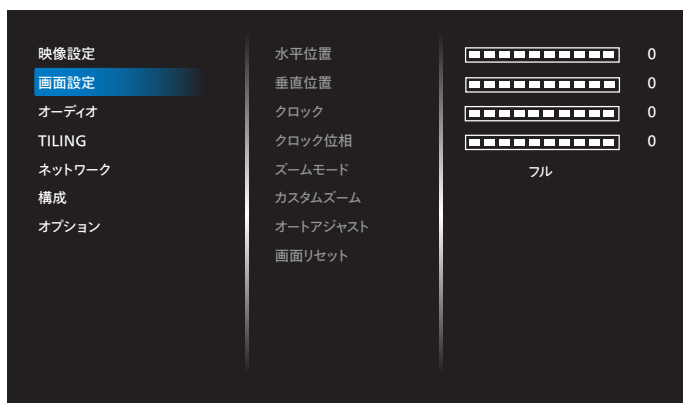 映像設定
画面設定
オーディオ
TILING
ネットワーク
構成
オプション
水平位置 0
垂直位置 0
クロック 0
クロック位相 0
ズームモード フル
カスタムズーム
オートアジャスト
画面リセット